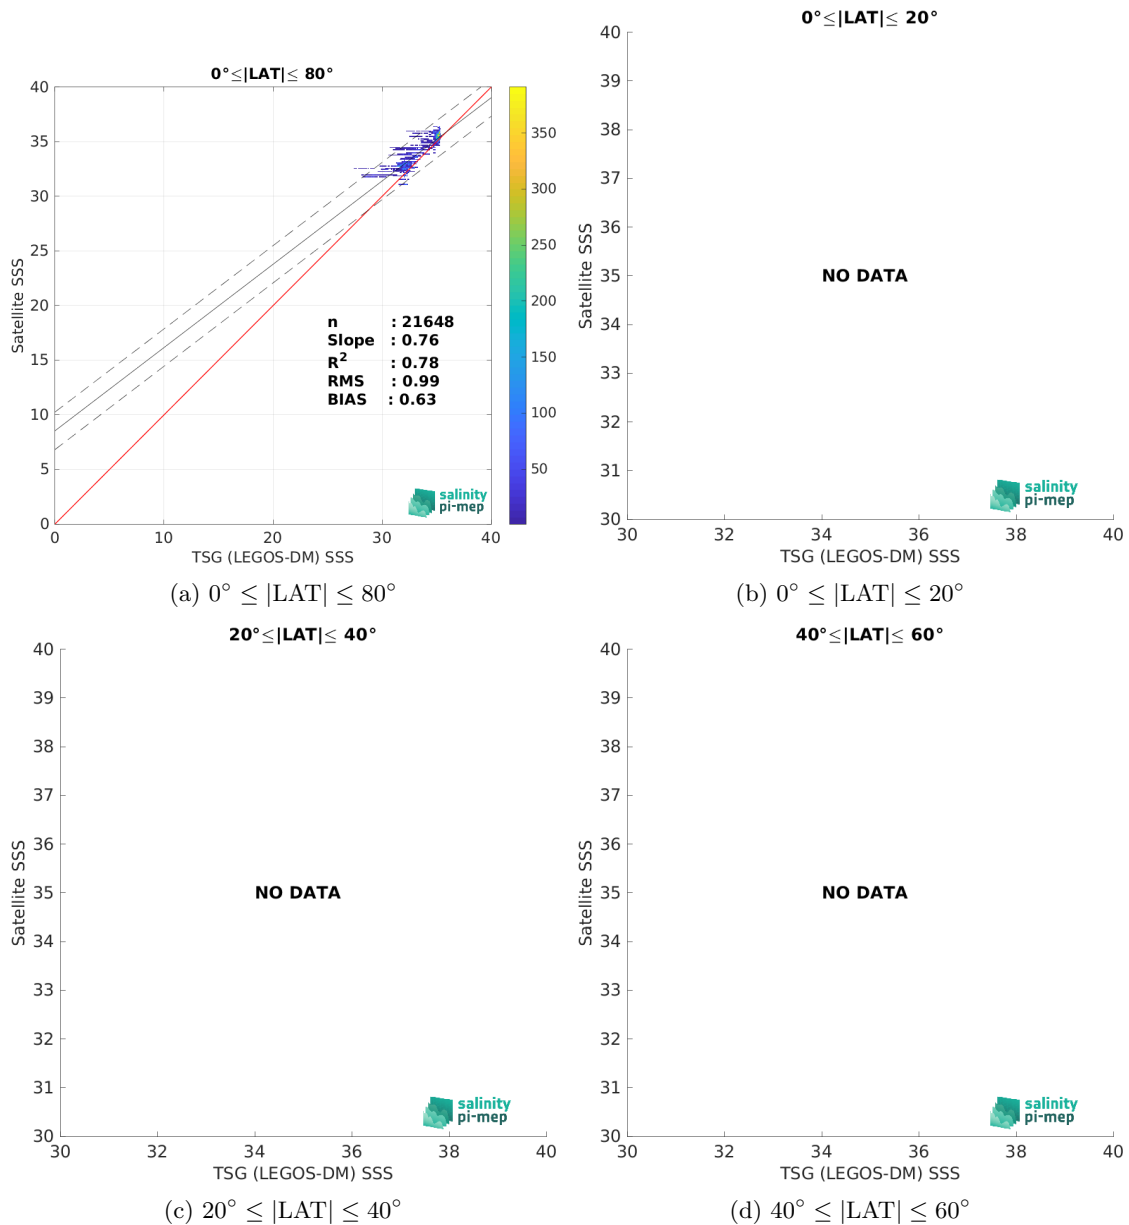 0°≤|LAT|≤ 80°
40
35
30
25
20
15
10
5
0
0
10
20
30
40
Satellite SSS
TSG (LEGOS-DM) SSS
n : 21648
Slope : 0.76
R² : 0.78
RMS : 0.99
BIAS : 0.63
350
300
250
200
150
100
50
salinity
pi-mep
(a) 0° ≤ |LAT| ≤ 80°
0°≤|LAT|≤ 20°
40
39
38
37
36
35
34
33
32
31
30
30
32
34
36
38
40
Satellite SSS
TSG (LEGOS-DM) SSS
NO DATA
salinity
pi-mep
(b) 0° ≤ |LAT| ≤ 20°
20°≤|LAT|≤ 40°
40
39
38
37
36
35
34
33
32
31
30
30
32
34
36
38
40
Satellite SSS
TSG (LEGOS-DM) SSS
NO DATA
salinity
pi-mep
(c) 20° ≤ |LAT| ≤ 40°
40°≤|LAT|≤ 60°
40
39
38
37
36
35
34
33
32
31
30
30
32
34
36
38
40
Satellite SSS
TSG (LEGOS-DM) SSS
NO DATA
salinity
pi-mep
(d) 40° ≤ |LAT| ≤ 60°